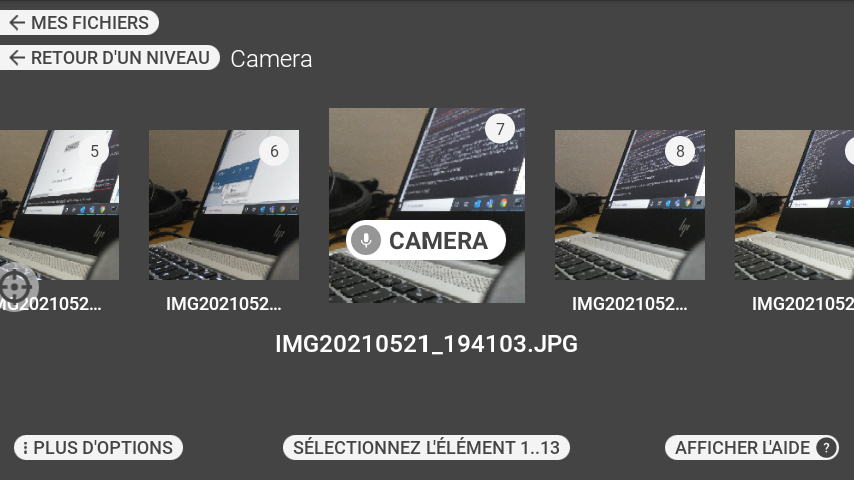 MES FICHIERS
RETOUR D'UN NIVEAU Camera
5
6
7
8
CAMERA
hp
IMG2021052...
IMG2021052...
IMG2021052...
IMG20210521_194103.JPG
PLUS D'OPTIONS
SÉLECTIONNEZ L'ÉLÉMENT 1..13
AFFICHER L'AIDE ?